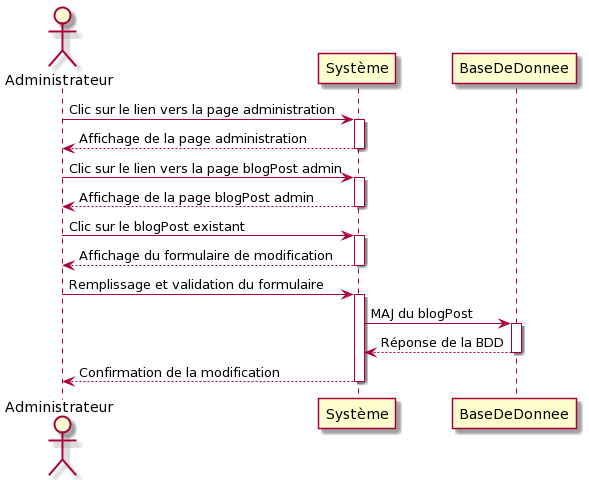 Administrateur
Système
BaseDeDonnee
Clic sur le lien vers la page administration
Affichage de la page administration
Clic sur le lien vers la page blogPost admin
Affichage de la page blogPost admin
Clic sur le blogPost existant
Affichage du formulaire de modification
Remplissage et validation du formulaire
MAJ du blogPost
Réponse de la BDD
Confirmation de la modification
Administrateur
Système
BaseDeDonnee